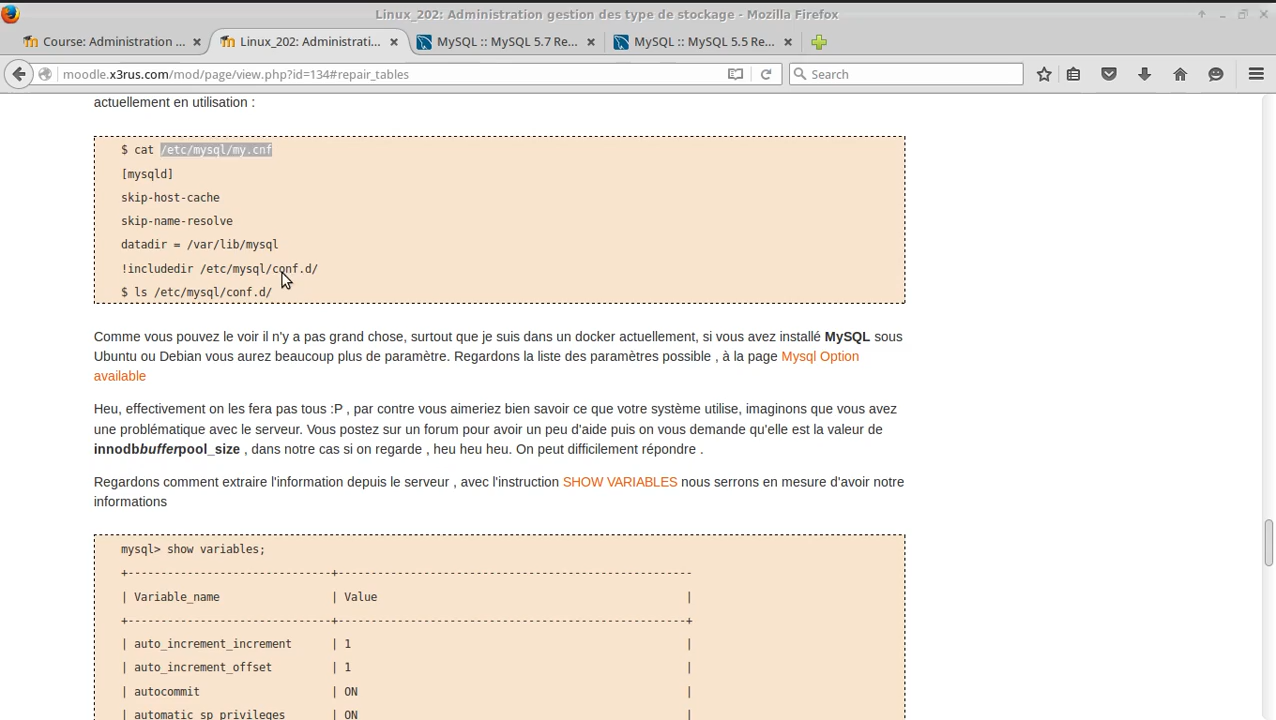 Linux_202: Administration gestion des type de stockage - Mozilla Firefox
Course: Administration ...
Linux_202: Administrati...
MySQL :: MySQL 5.7 Re...
MySQL :: MySQL 5.5 Re...
moodle.x3rus.com/mod/page/view.php?id=134#repair_tables
Search
actuellement en utilisation :
$ cat /etc/mysql/my.cnf
[mysqld]
skip-host-cache
skip-name-resolve
datadir = /var/lib/mysql
!includedir /etc/mysql/conf.d/
$ ls /etc/mysql/conf.d/
Comme vous pouvez le voir il n'y a pas grand chose, surtout que je suis dans un docker actuellement, si vous avez installé MySQL sous
Ubuntu ou Debian vous aurez beaucoup plus de paramètre. Regardons la liste des paramètres possible , à la page Mysql Option
available
Heu, effectivement on les fera pas tous :P , par contre vous aimeriez bien savoir ce que votre système utilise, imaginons que vous avez
une problématique avec le serveur. Vous postez sur un forum pour avoir un peu d'aide puis on vous demande qu'elle est la valeur de
innodbbufferpool_size , dans notre cas si on regarde , heu heu heu. On peut difficilement répondre .
Regardons comment extraire l'information depuis le serveur , avec l'instruction SHOW VARIABLES nous serrons en mesure d'avoir notre
informations
mysql> show variables;
+------------------------------+------------------------------------------------------
| Variable_name | Value |
+------------------------------+-----------------------------------------------------+
| auto_increment_increment | 1 |
| auto_increment_offset | 1 |
| autocommit | ON |
| automatic_sp_privileges | ON |